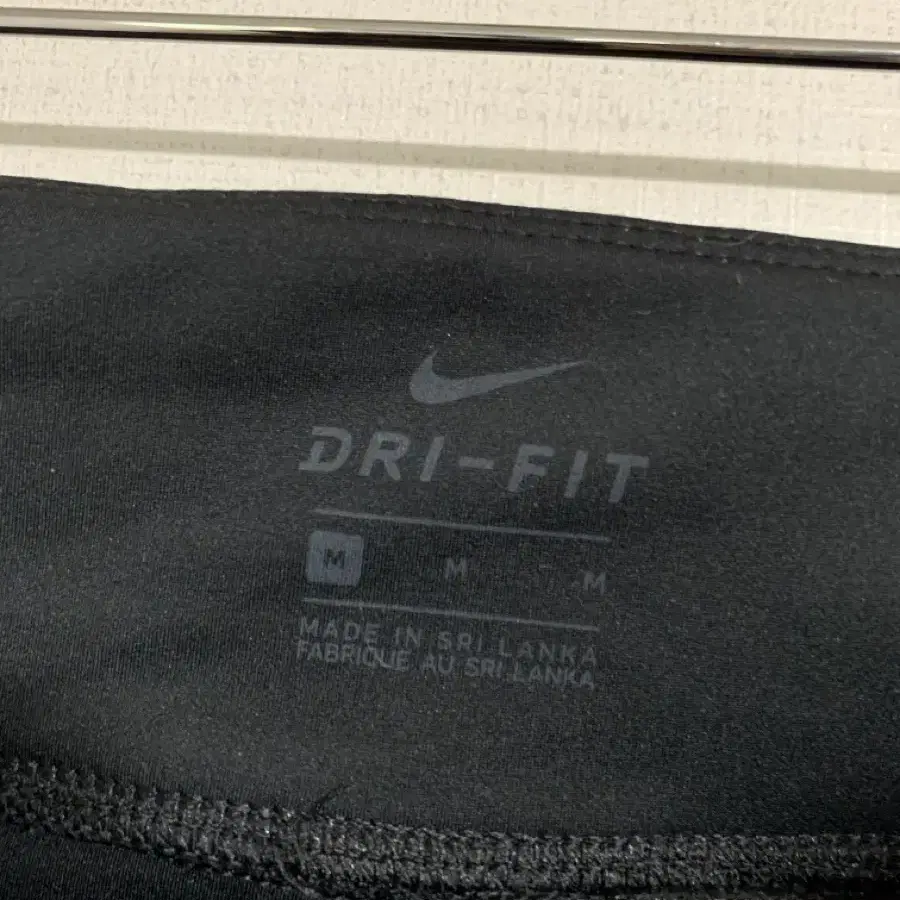 DRI-FIT
M M M
MADE IN SRI LANKA
FABRIQUE AU SRI LANKA